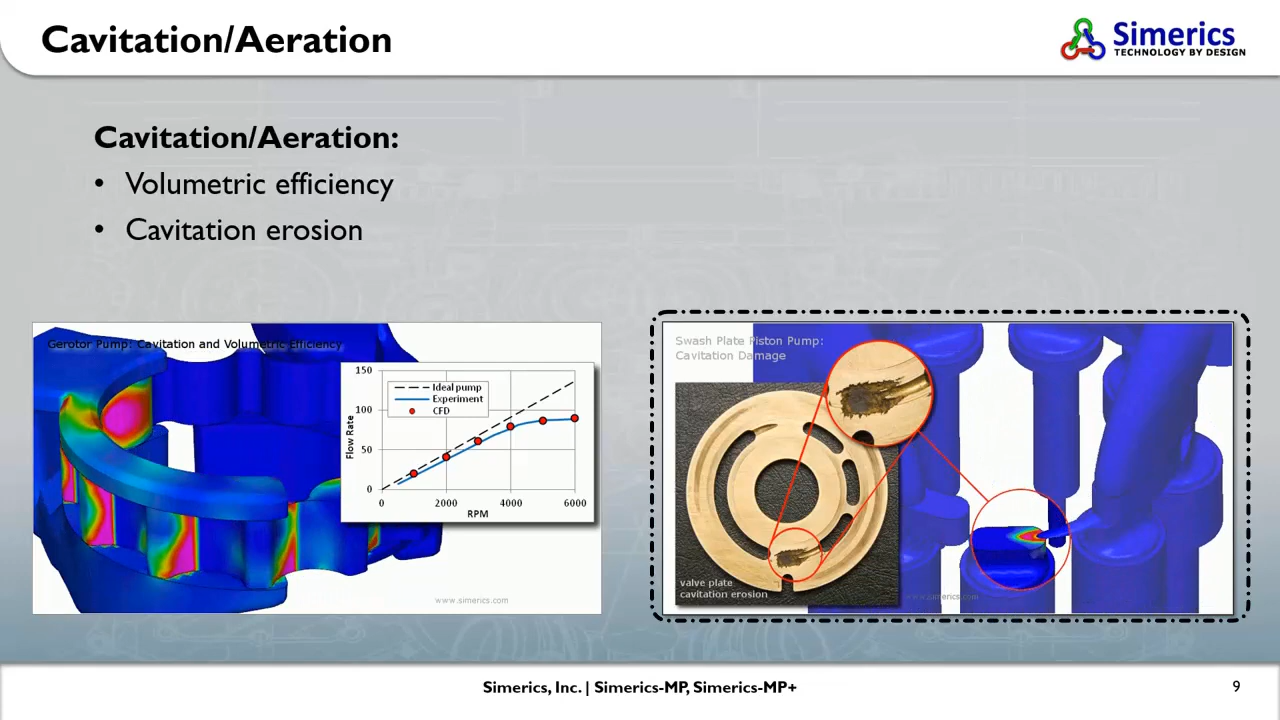 Cavitation/Aeration
Simerics
TECHNOLOGY BY DESIGN
Cavitation/Aeration:
• Volumetric efficiency
• Cavitation erosion
Gerotor Pump: Cavitation and Volumetric Efficiency
150
100
50
0
Flow Rate
Ideal pump
Experiment
CFD
0 2000 4000 6000
RPM
www.simerics.com
Swash Plate Piston Pump:
Cavitation Damage
valve plate
cavitation erosion
www.simerics.com
Simerics, Inc. | Simerics-MP, Simerics-MP+
9